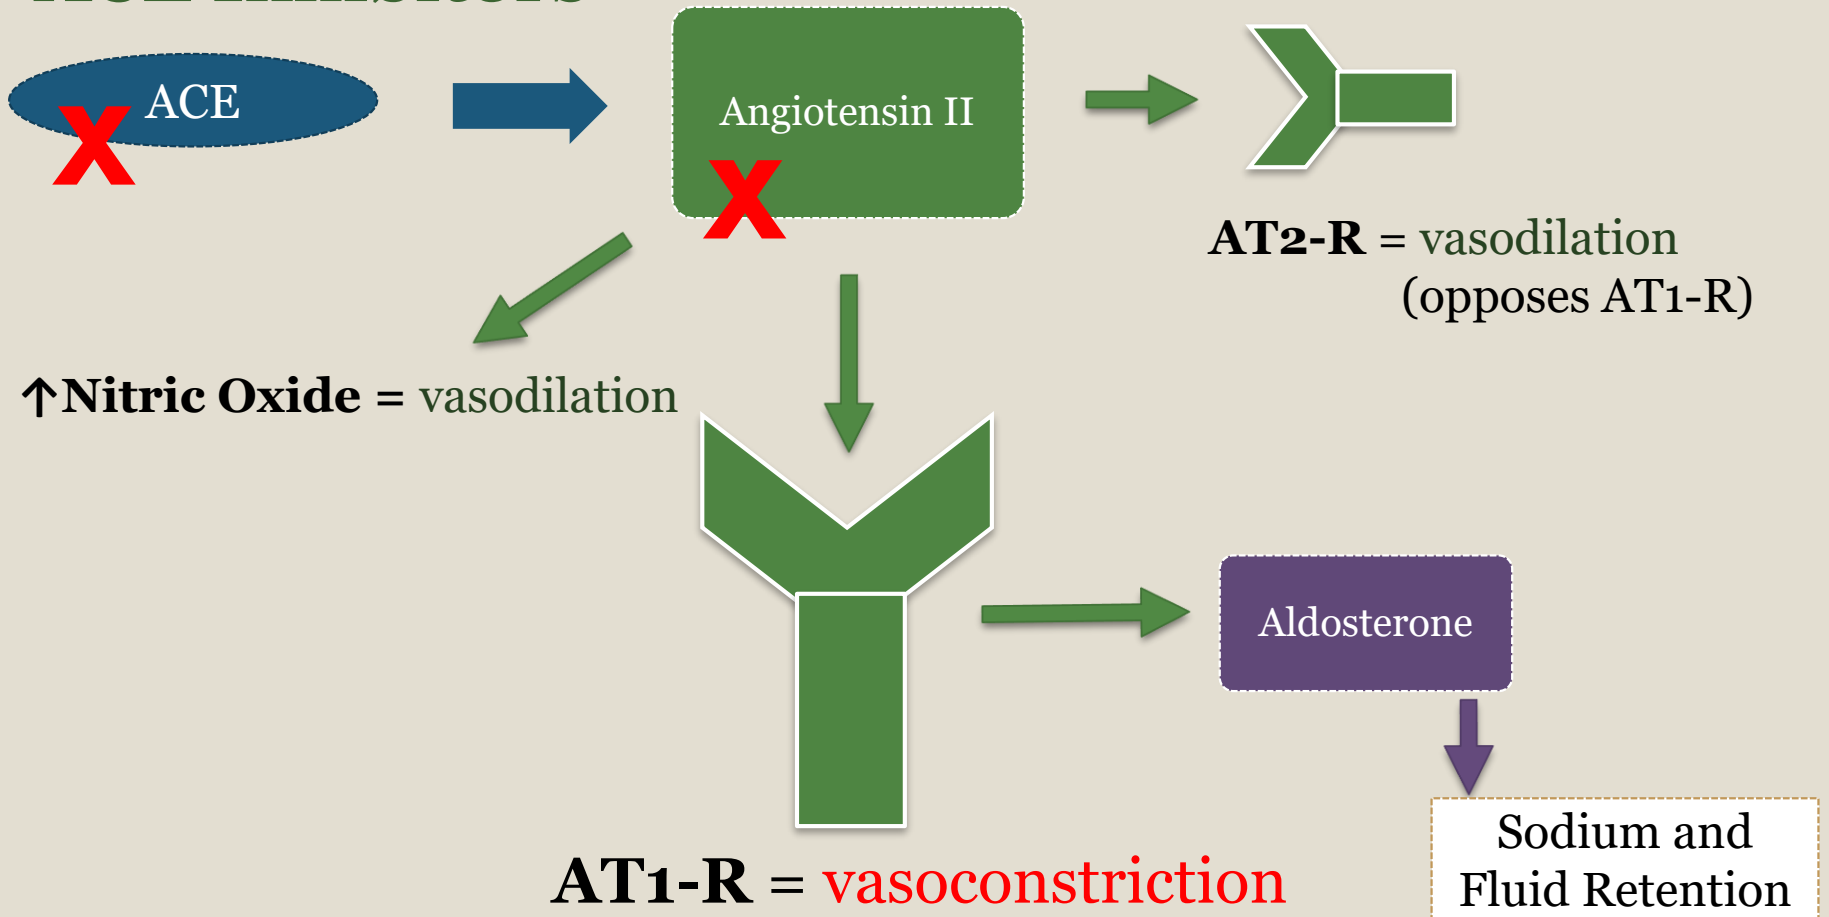 ACE
Angiotensin II
X
X
AT2-R = vasodilation
(opposes AT1-R)
↑Nitric Oxide = vasodilation
Aldosterone
AT1-R = vasoconstriction
Sodium and
Fluid Retention